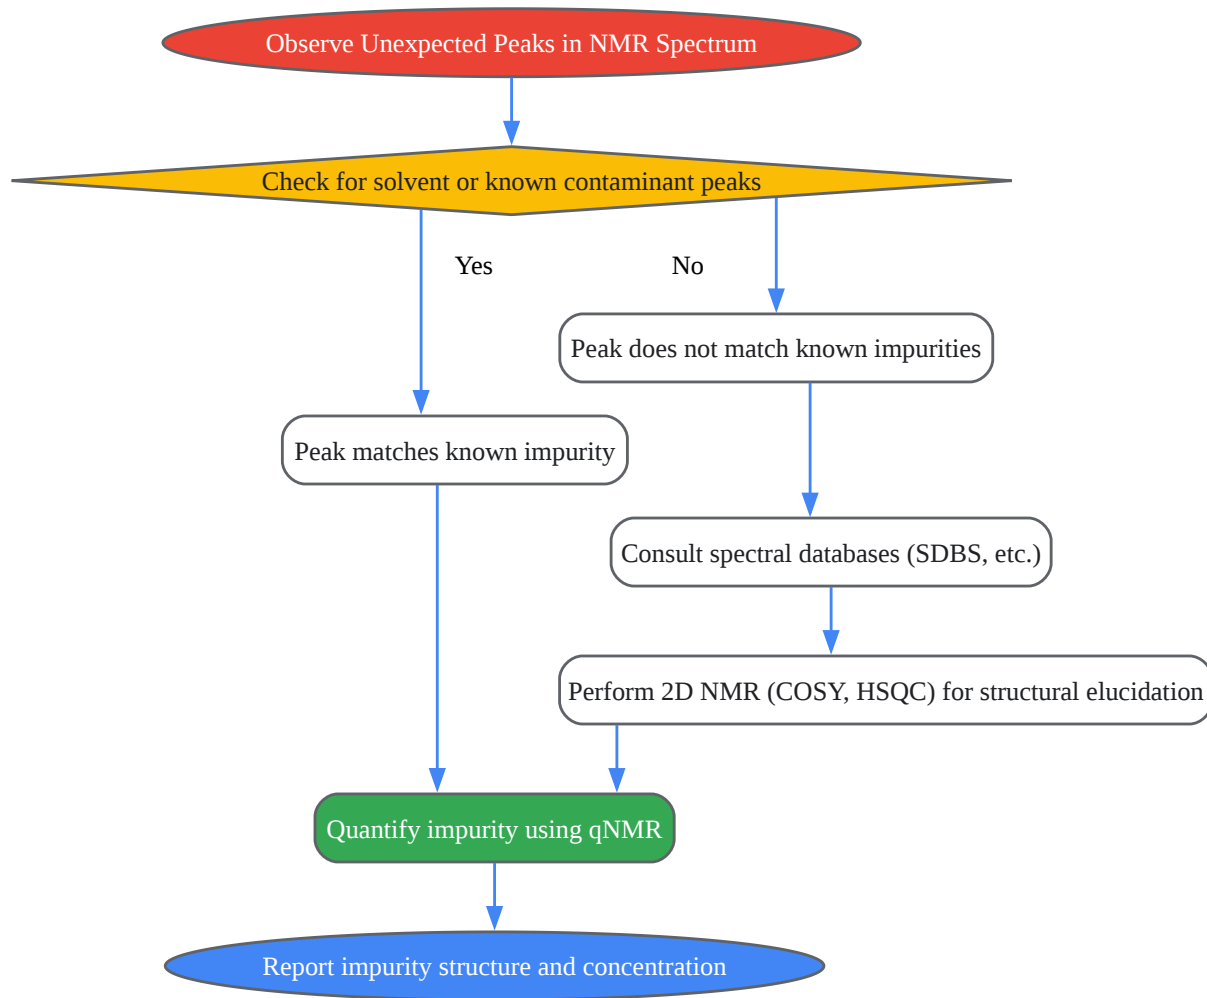 Observe Unexpected Peaks in NMR Spectrum
Check for solvent or known contaminant peaks
Yes
No
Peak does not match known impurities
Peak matches known impurity
Consult spectral databases (SDBS, etc.)
Perform 2D NMR (COSY, HSQC) for structural elucidation
Quantify impurity using qNMR
Report impurity structure and concentration